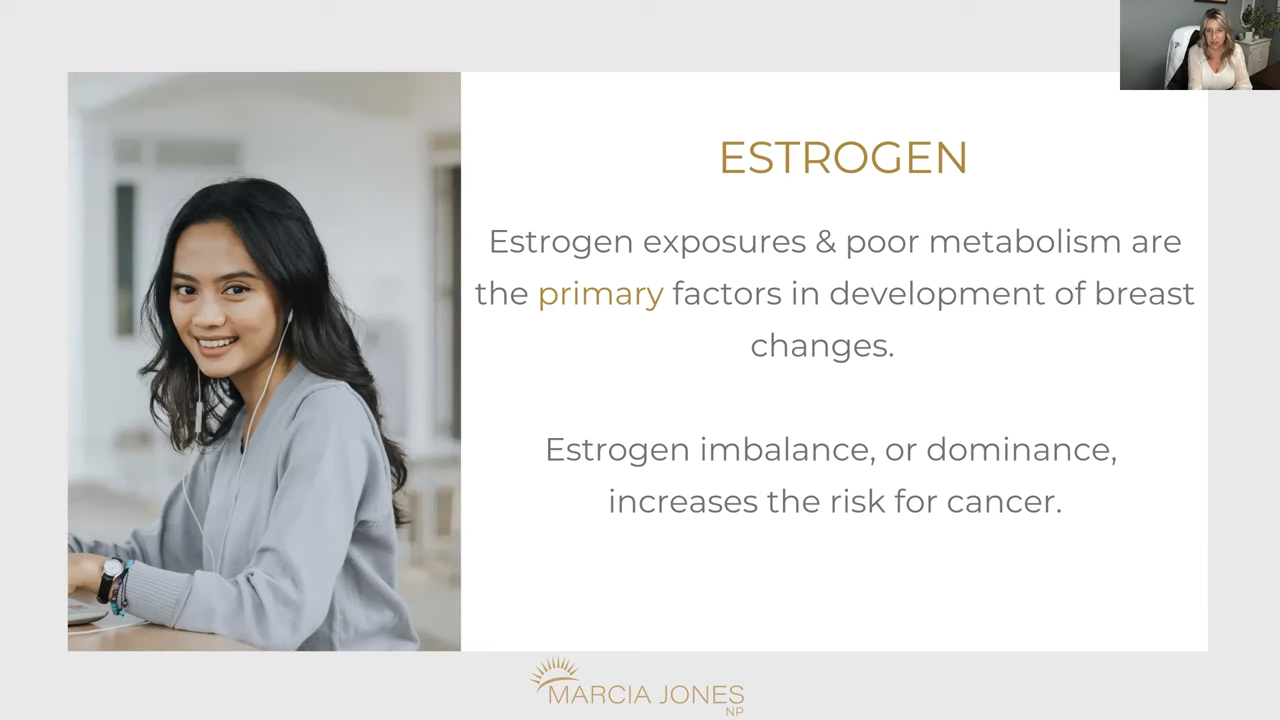 ESTROGEN
Estrogen exposures & poor metabolism are
the primary factors in development of breast
changes.
Estrogen imbalance, or dominance,
increases the risk for cancer.
MARCIA JONES
NP